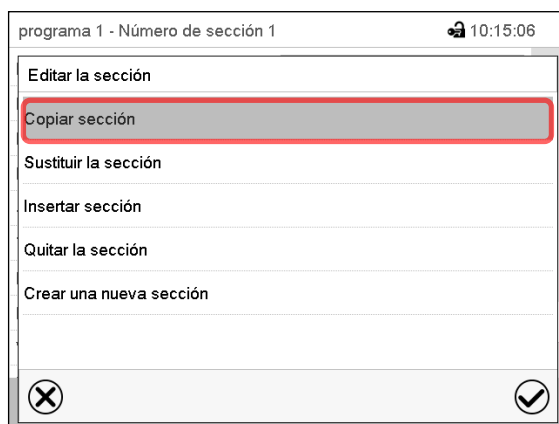 programa 1 - Número de sección 1 10:15:06
Editar la sección
Copiar sección
Sustituir la sección
Insertar sección
Quitar la sección
Crear una nueva sección